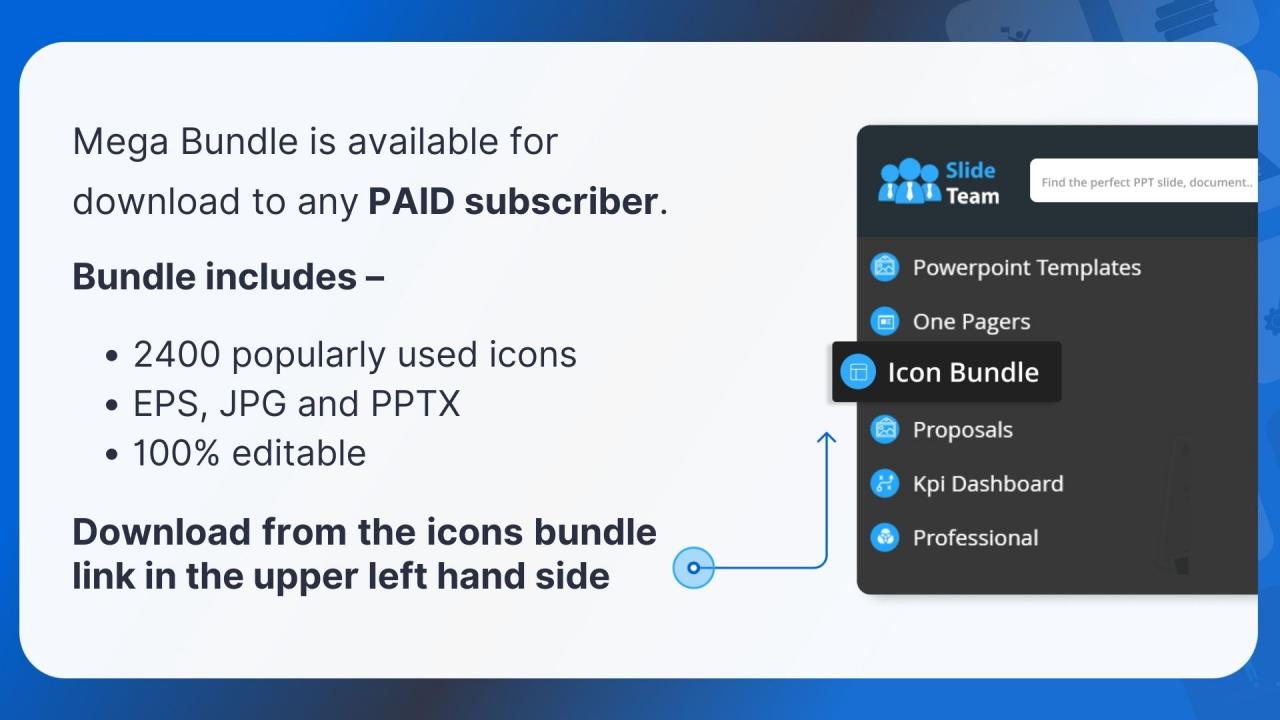 Mega Bundle is available for
download to any PAID subscriber.
Bundle includes –
• 2400 popularly used icons
• EPS, JPG and PPTX
• 100% editable
Download from the icons bundle
link in the upper left hand side
Slide
Team
Find the perfect PPT slide, document..
Powerpoint Templates
One Pagers
Icon Bundle
Proposals
Kpi Dashboard
Professional